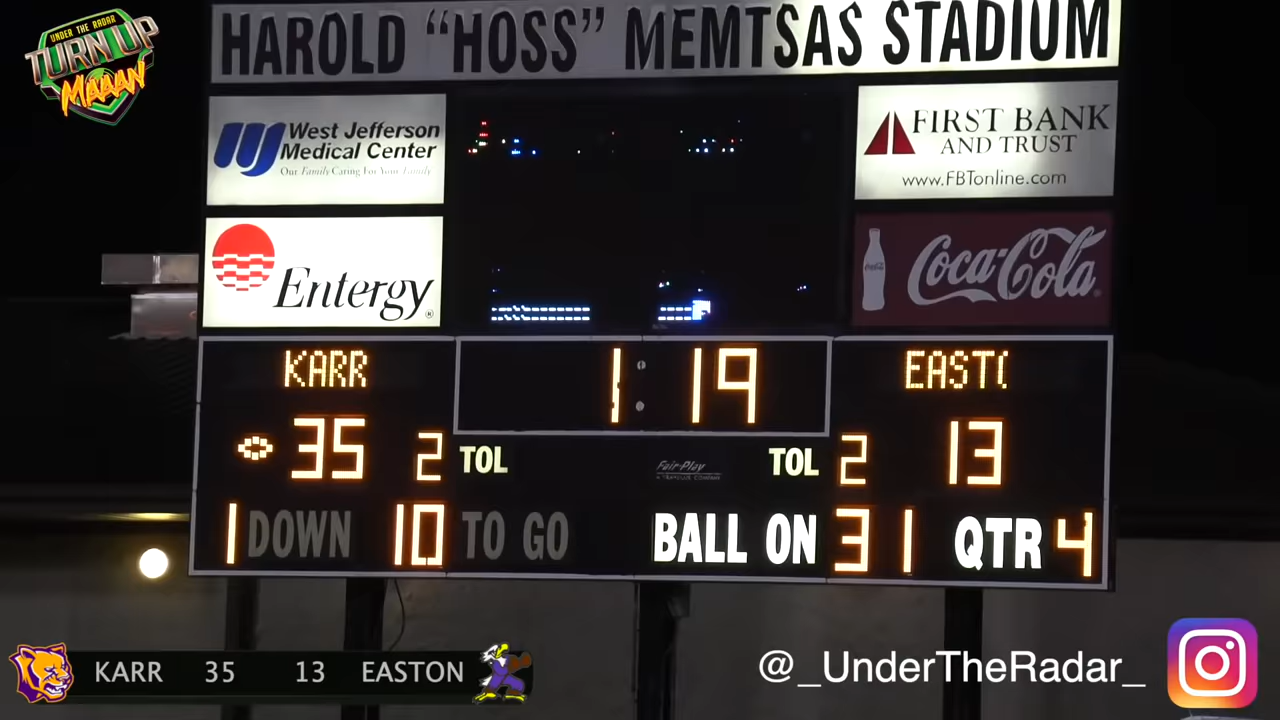 UNDER THE RADAR
TURN UP
MAAAN
HAROLD “HOSS” MEMTSAS STADIUM
West Jefferson
Medical Center
Our Family Caring For Your Family
FIRST BANK
AND TRUST
www.FBTonline.com
Entergy®
Coca-Cola
KARR
1:19
EAST(
35 2 TOL
Fair-Play
TOL 2 13
1 DOWN 10 TO GO BALL ON 31 QTR 4
KARR 35 13 EASTON
@_UnderTheRadar_